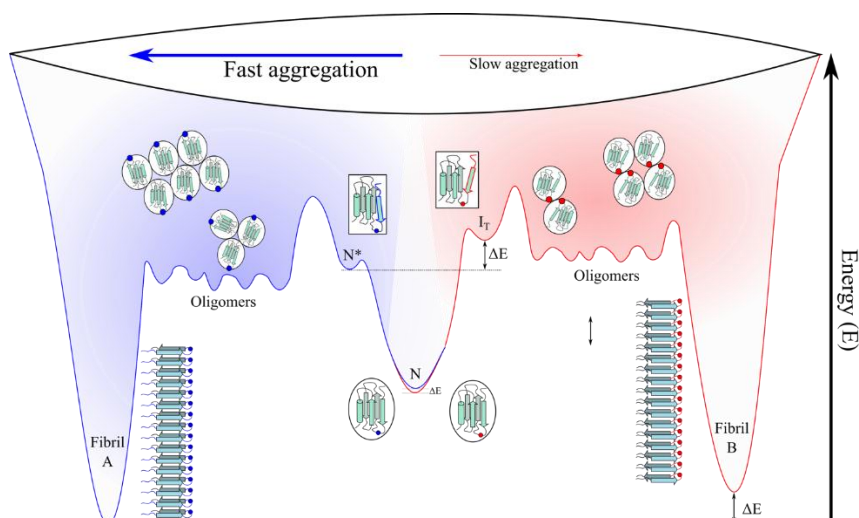 Fast aggregation
Slow aggregation
N*
I_T
ΔE
Oligomers
Oligomers
N
ΔE
Fibril
A
Fibril
B
ΔE
Energy (E)